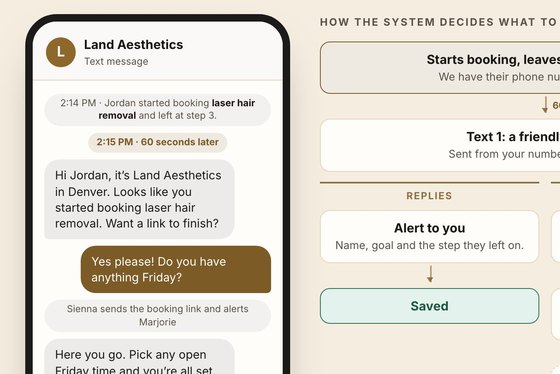 L
Land Aesthetics
Text message
2:14 PM · Jordan started booking laser hair
removal and left at step 3.
2:15 PM · 60 seconds later
Hi Jordan, it’s Land Aesthetics
in Denver. Looks like you
started booking laser hair
removal. Want a link to finish?
Yes please! Do you have
anything Friday?
Sienna sends the booking link and alerts
Marjorie
Here you go. Pick any open
Friday time and you’re all set.
HOW THE SYSTEM DECIDES WHAT TO
Starts booking, leaves
We have their phone
Text 1: a
Sent from your
REPLIES
Alert to you
Name, goal and the step they left on.
Saved